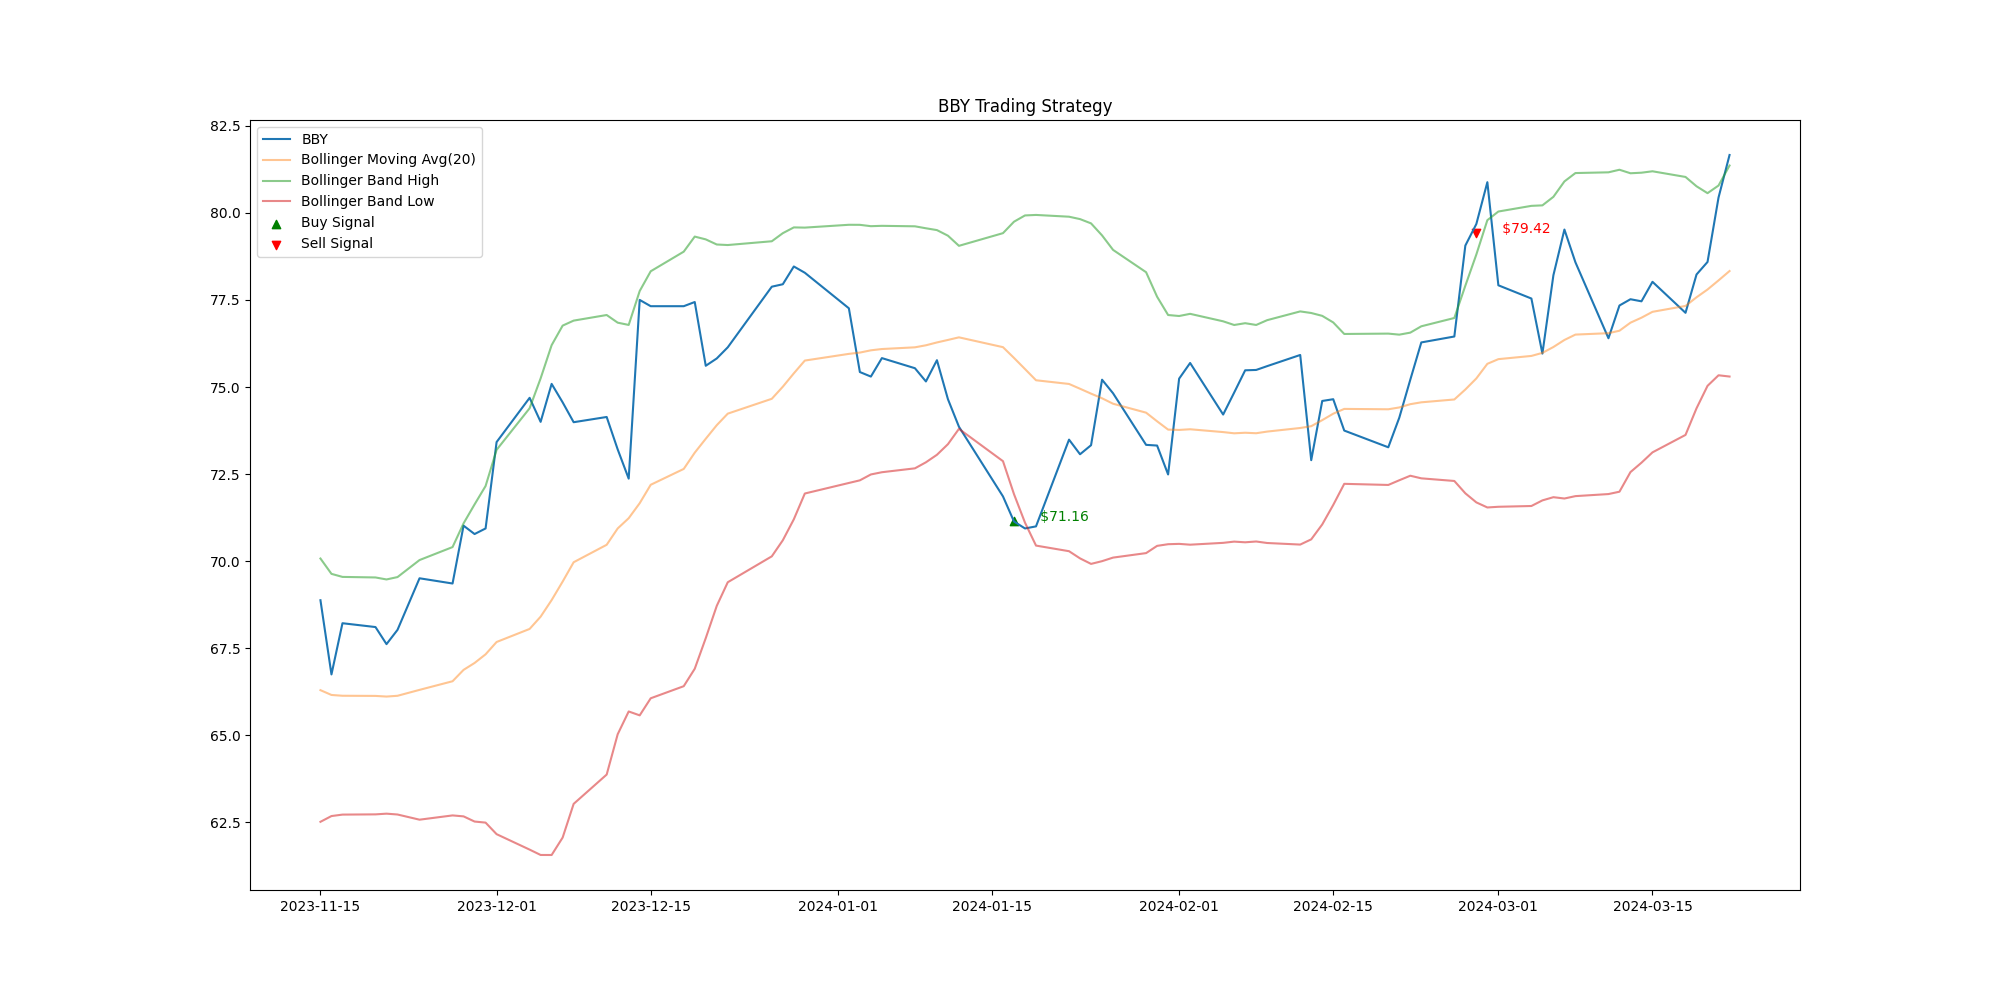 BBY Trading Strategy
82.5
80.0
77.5
75.0
72.5
70.0
67.5
65.0
62.5
BBY
Bollinger Moving Avg(20)
Bollinger Band High
Bollinger Band Low
Buy Signal
Sell Signal
$79.42
$71.16
2023-11-15
2023-12-01
2023-12-15
2024-01-01
2024-01-15
2024-02-01
2024-02-15
2024-03-01
2024-03-15